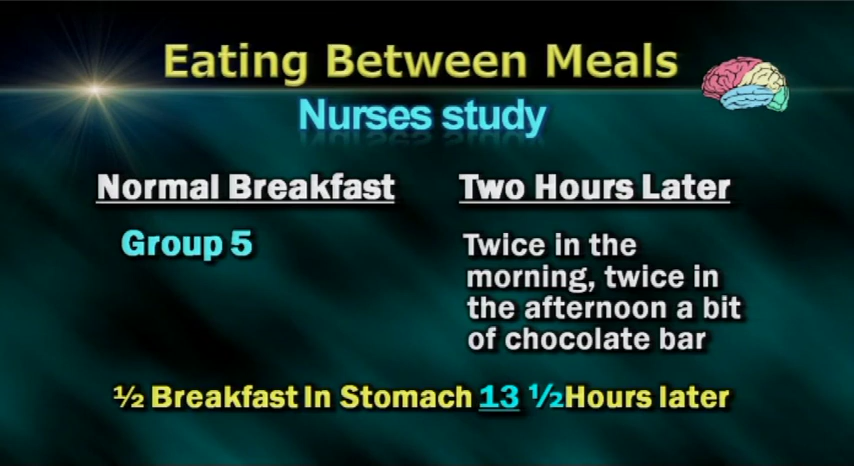 Eating Between Meals
Nurses study
Normal Breakfast
Two Hours Later
Group 5
Twice in the
morning, twice in
the afternoon a bit
of chocolate bar
½ Breakfast In Stomach 13 ½Hours later